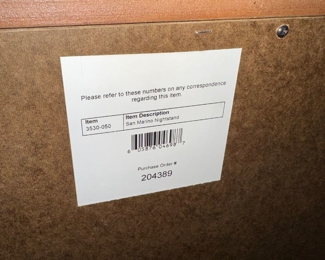 Please refer to these numbers on any correspondence
regarding this item.
Item Item Description
3530-050 San Marino Nightstand
Purchase Order #
204389